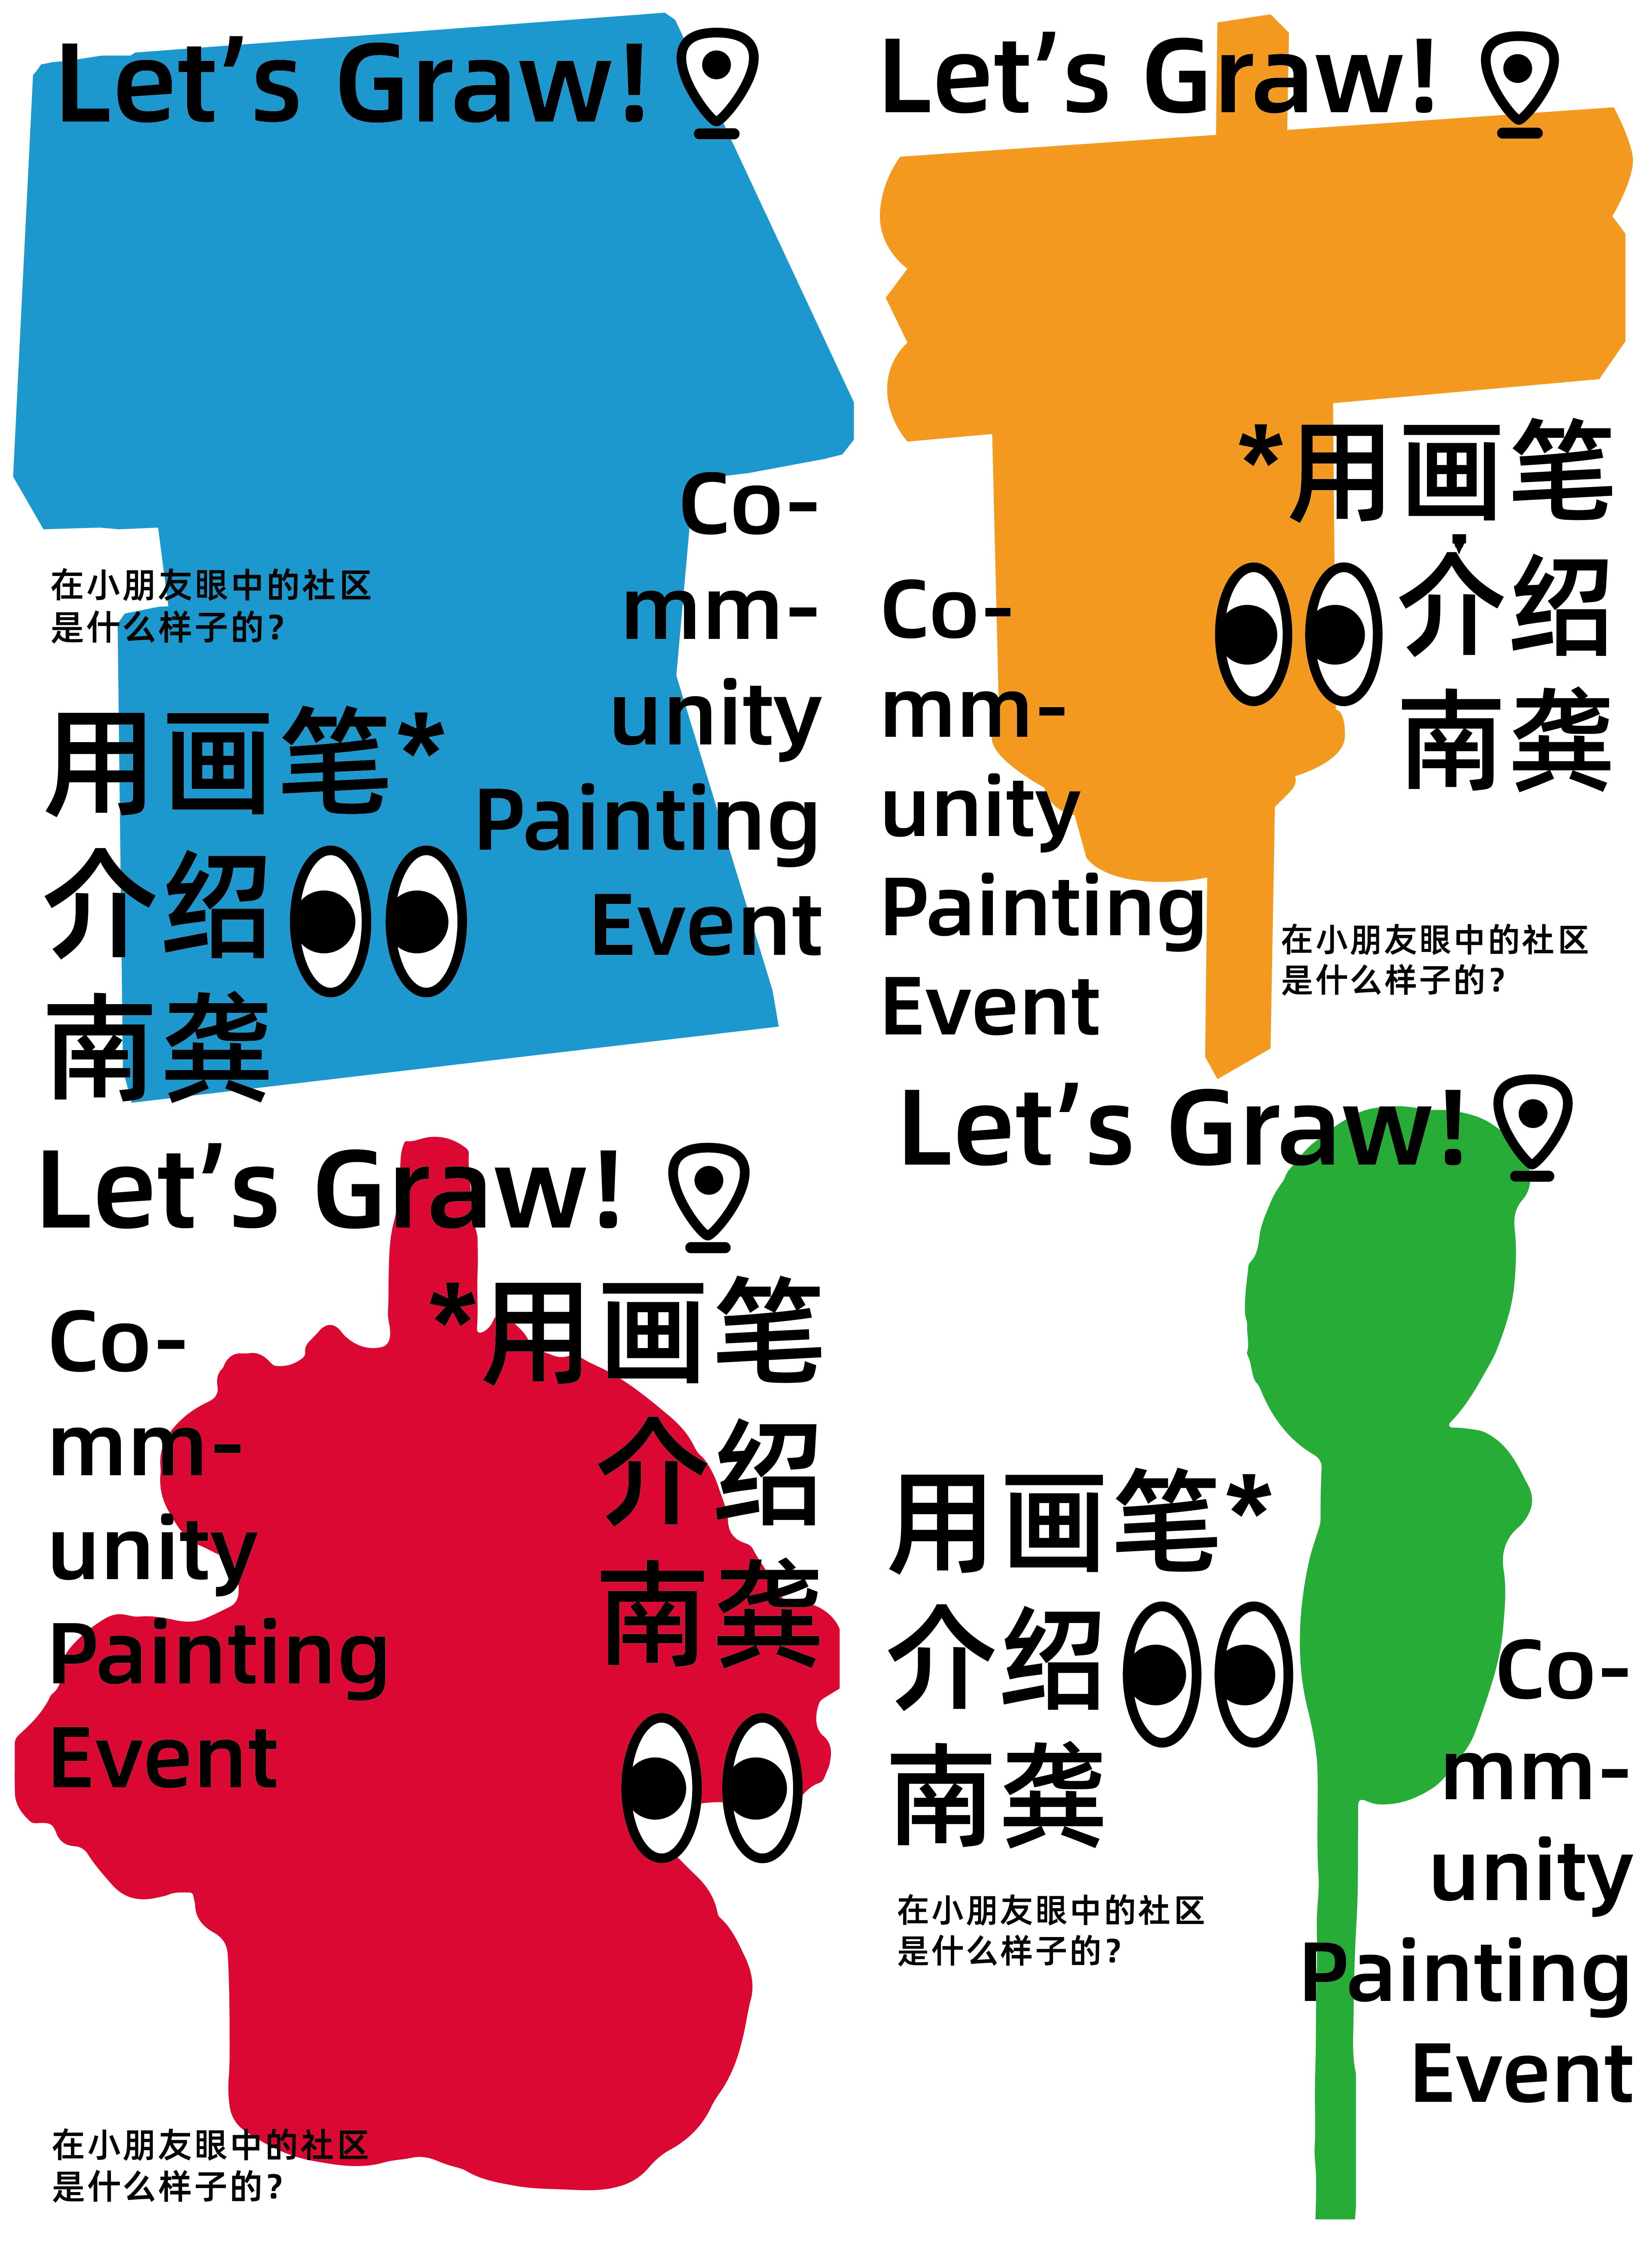 Let’s Graw!
Co-
mm-
unity
Painting
Event
在小朋友眼中的社区
是什么样子的?
用画笔*
介绍
南龚
Let’s Graw!
*用画笔
介绍
南龚
Co-
mm-
unity
Painting
Event
在小朋友眼中的社区
是什么样子的?
Let’s Graw!
Co-
mm-
unity
Painting
Event
*用画笔
介绍
南龚
在小朋友眼中的社区
是什么样子的?
Let’s Graw!
用画笔*
介绍
南龚
在小朋友眼中的社区
是什么样子的?
Co-
mm-
unity
Painting
Event